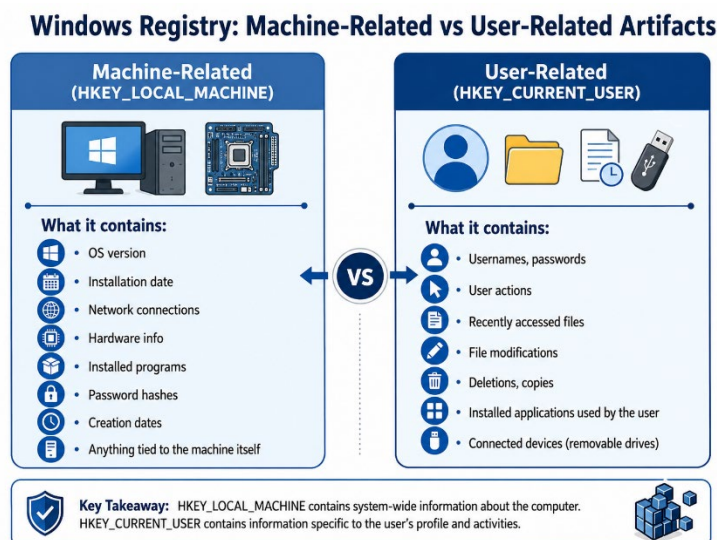 Windows Registry: Machine-Related vs User-Related Artifacts
Machine-Related
(HKEY_LOCAL_MACHINE)
What it contains:
• OS version
• Installation date
• Network connections
• Hardware info
• Installed programs
• Password hashes
• Creation dates
• Anything tied to the machine itself
VS
User-Related
(HKEY_CURRENT_USER)
What it contains:
• Usernames, passwords
• User actions
• Recently accessed files
• File modifications
• Deletions, copies
• Installed applications used by the user
• Connected devices (removable drives)
Key Takeaway: HKEY_LOCAL_MACHINE contains system-wide information about the computer.
HKEY_CURRENT_USER contains information specific to the user's profile and activities.